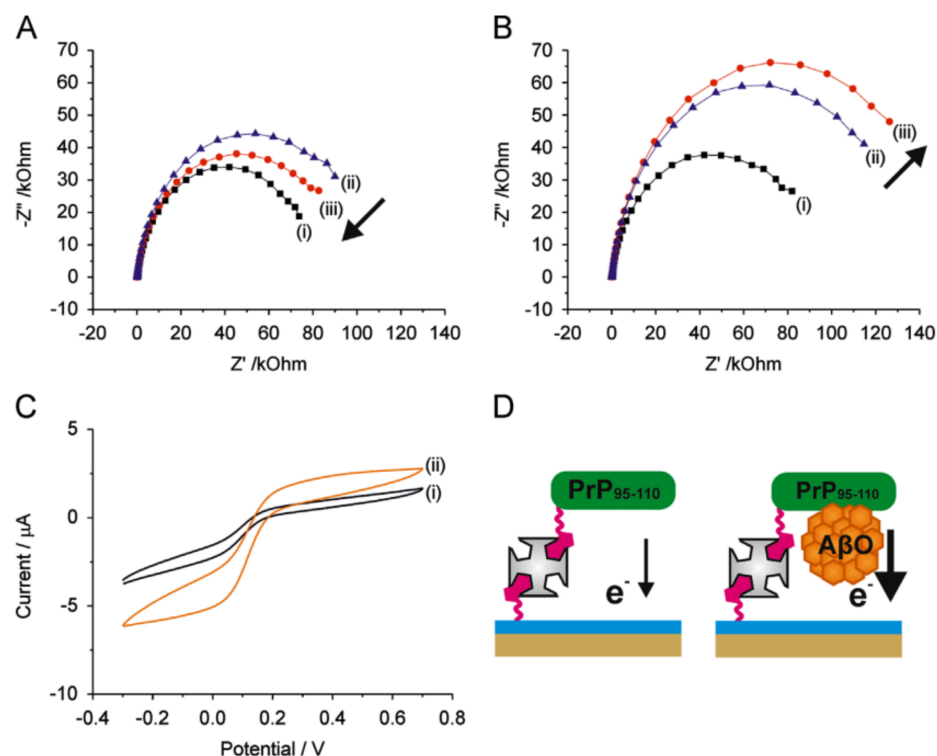 A
70
60
50
40
30
20
10
0
-10
-Z" /kOhm
(ii)
(iii)
(i)
-20 0 20 40 60 80 100 120 140
Z' /kOhm
B
70
60
50
40
30
20
10
0
-10
-Z" /kOhm
(iii)
(ii)
(i)
-20 0 20 40 60 80 100 120 140
Z' /kOhm
C
5
0
-5
-10
Current / µA
(ii)
(i)
-0.4 -0.2 0.0 0.2 0.4 0.6 0.8
Potential / V
D
PrP95-110
e-
PrP95-110
AβO
e-